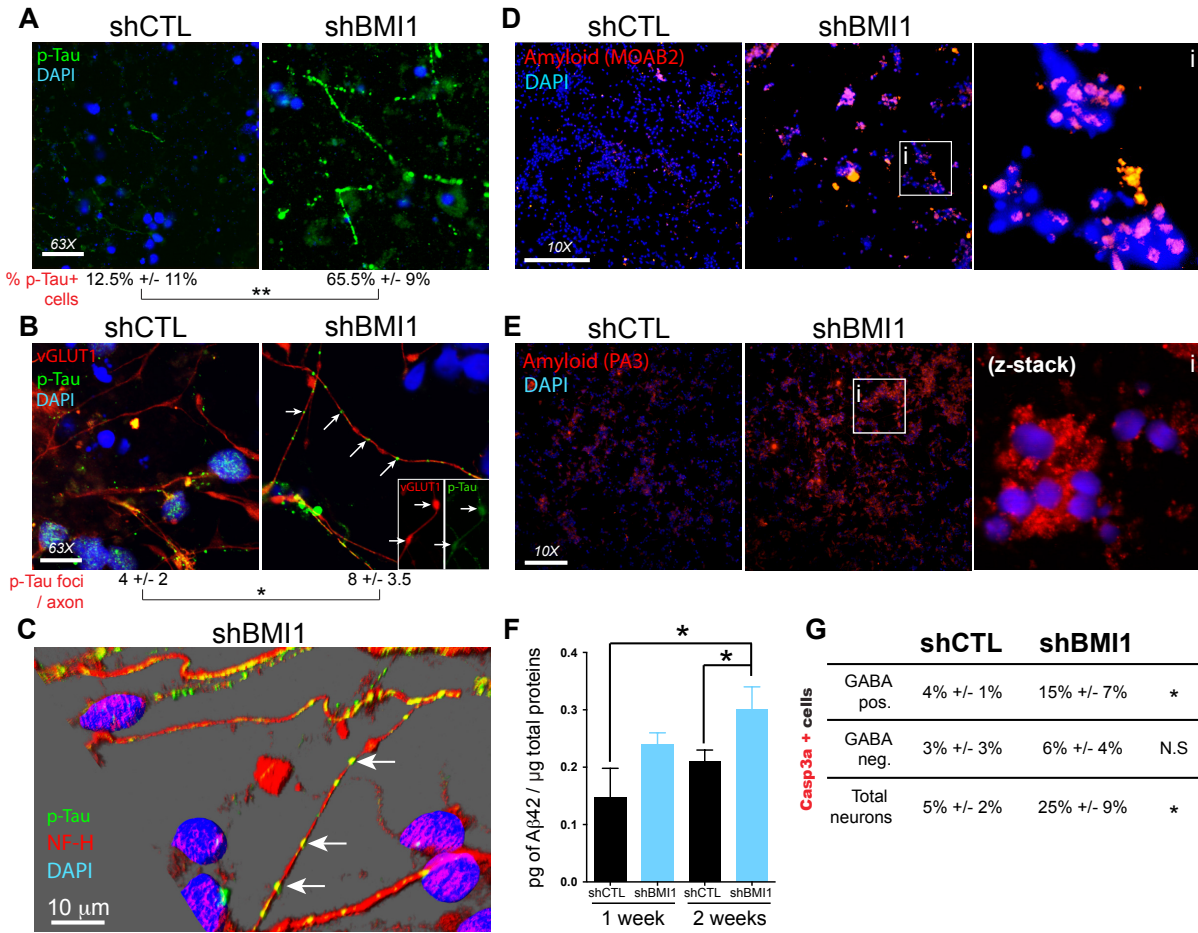 A
shCTL
shBMI1
p-Tau
DAPI
63X
% p-Tau+
cells
12.5% +/- 11%
65.5% +/- 9%
**
B
shCTL
shBMI1
vGLUT1
p-Tau
DAPI
63X
vGLUT1
p-Tau
p-Tau foci
/ axon
4 +/- 2
8 +/- 3.5
*
C
shBMI1
p-Tau
NF-H
DAPI
10 μm
D
shCTL
shBMI1
Amyloid (MOAB2)
DAPI
10X
i
i
E
shCTL
shBMI1
Amyloid (PA3)
DAPI
10X
i
(z-stack)
i
F
pg of Aβ42 / μg total proteins
0.4
0.3
0.2
0.1
0.0
*
*
shCTL
shBMI1
shCTL
shBMI1
1 week
2 weeks
G
shCTL
shBMI1
Casp3a + cells
GABA
pos.
4% +/- 1%
15% +/- 7%
*
GABA
neg.
3% +/- 3%
6% +/- 4%
N.S
Total
neurons
5% +/- 2%
25% +/- 9%
*